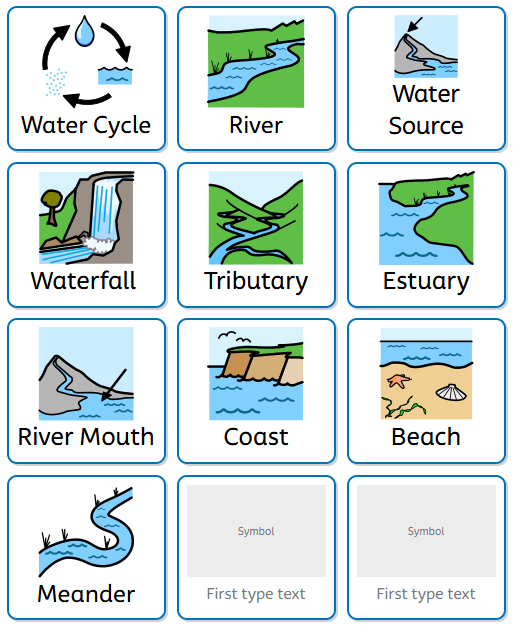 Water Cycle
River
Water
Source
Waterfall
Tributary
Estuary
River Mouth
Coast
Beach
Meander
Symbol
First type text
Symbol
First type text